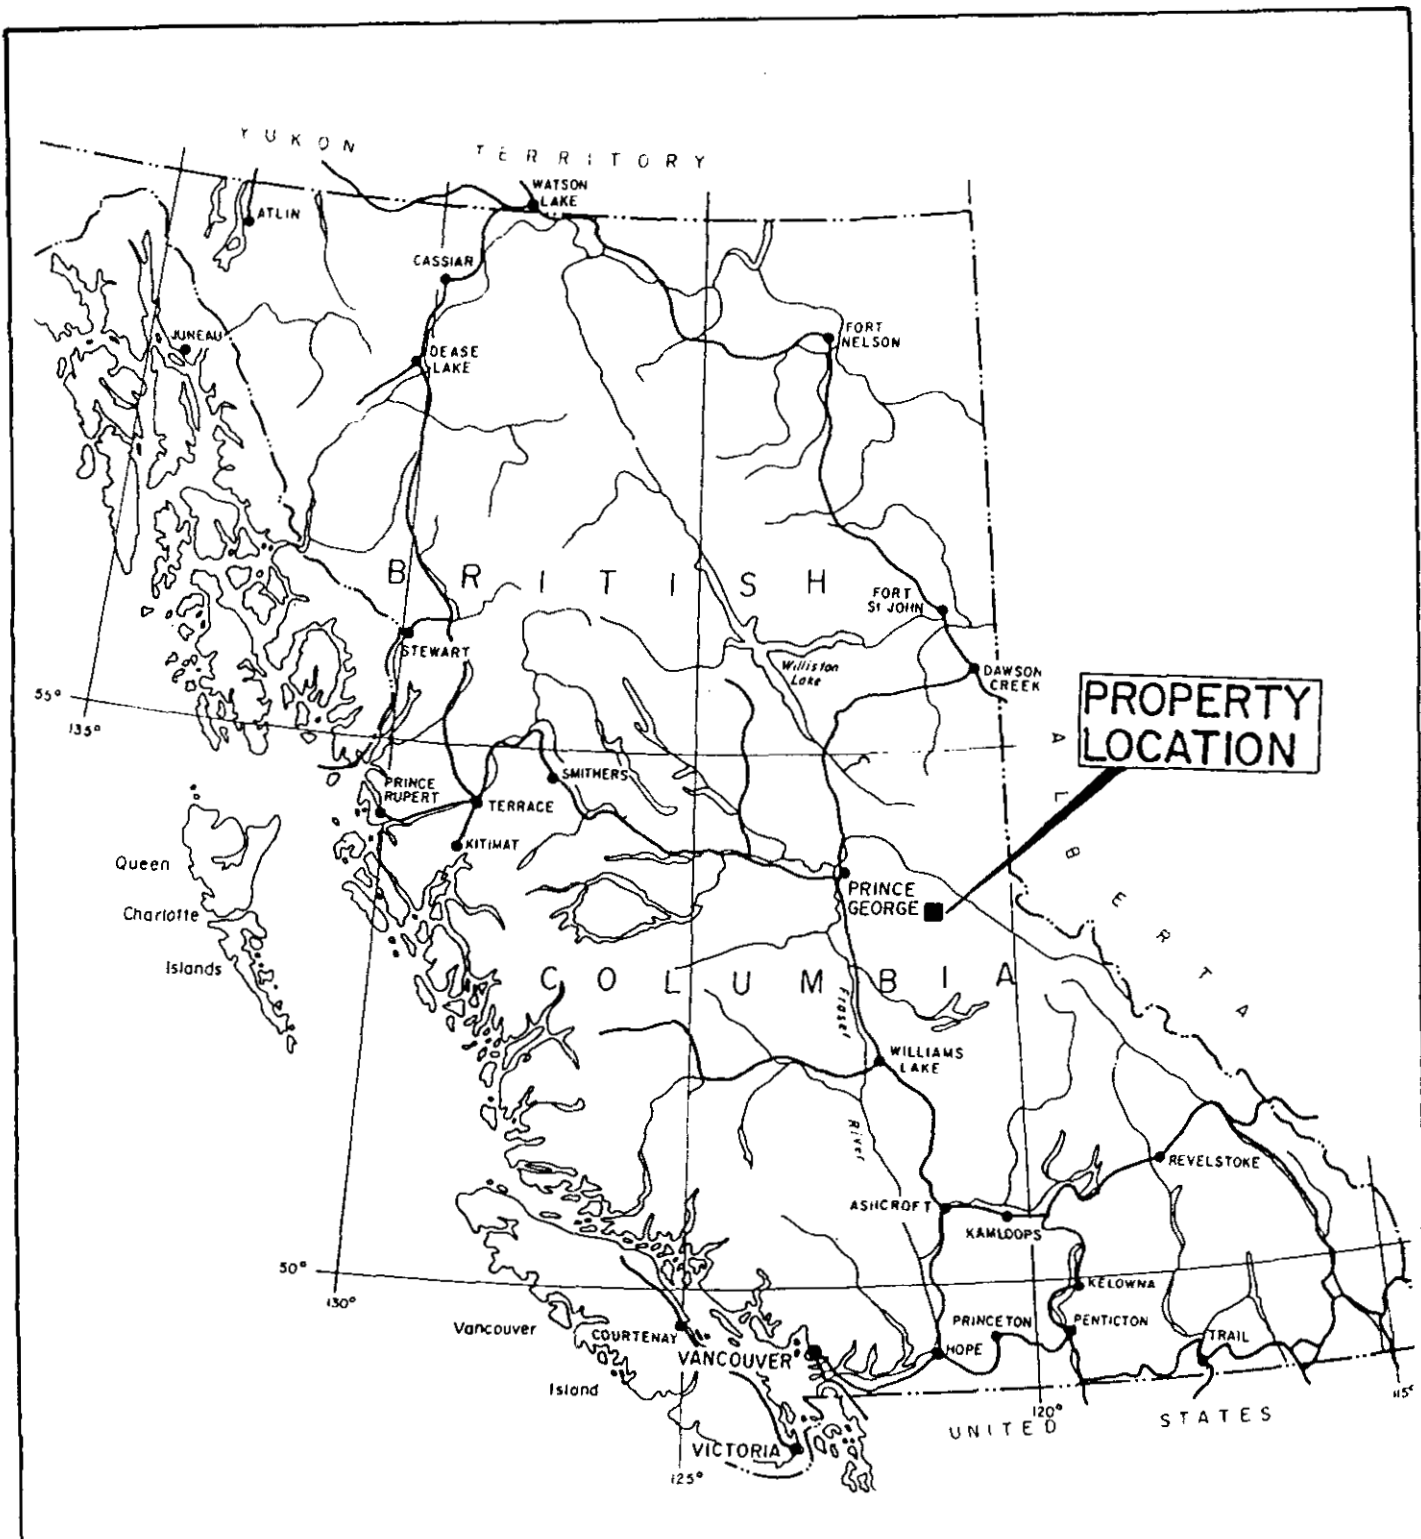 YUKON TERRITORY
WATSON
LAKE
ATLIN
CASSIAR
JUNEAU
DEASE
LAKE
FORT
NELSON
BRITISH
FORT
St JOHN
STEWART
Williston
Lake
DAWSON
CREEK
PROPERTY
LOCATION
55°
135°
ALBERTA
PRINCE
RUPERT
SMITHERS
TERRACE
KITIMAT
Queen
Charlotte
Islands
PRINCE
GEORGE
COLUMBIA
Fraser
River
WILLIAMS
LAKE
REVELSTOKE
ASHCROFT
KAMLOOPS
50°
130°
KELOWNA
Vancouver
Island
COURTENAY
PRINCETON
PENTICTON
TRAIL
VANCOUVER
HOPE
VICTORIA
125°
120°
115°
UNITED STATES